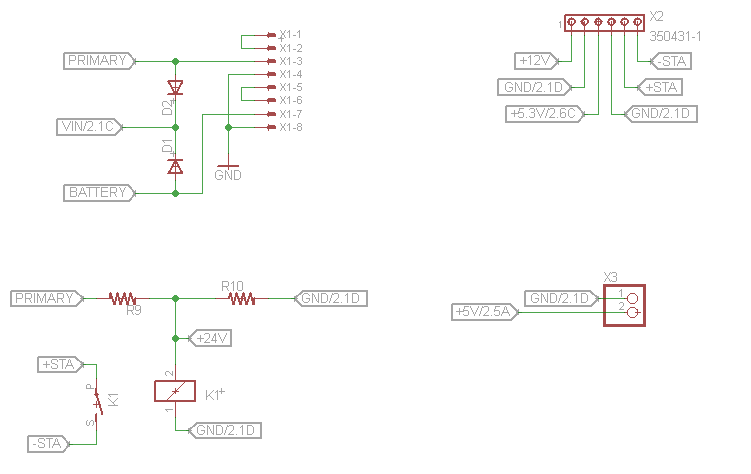 X1-1
X1-2
PRIMARY
X1-3
X1-4
D2
X1-5
X1-6
X1-7
VIN/2.1C
X1-8
D1
GND
BATTERY
X2
1
350431-1
+12V
-STA
GND/2.1D
+STA
+5.3V/2.6C
GND/2.1D
PRIMARY
R9
R10
GND/2.1D
+24V
+STA
P
K1
S
-STA
2
K1
1
GND/2.1D
X3
GND/2.1D
1
+5V/2.5A
2